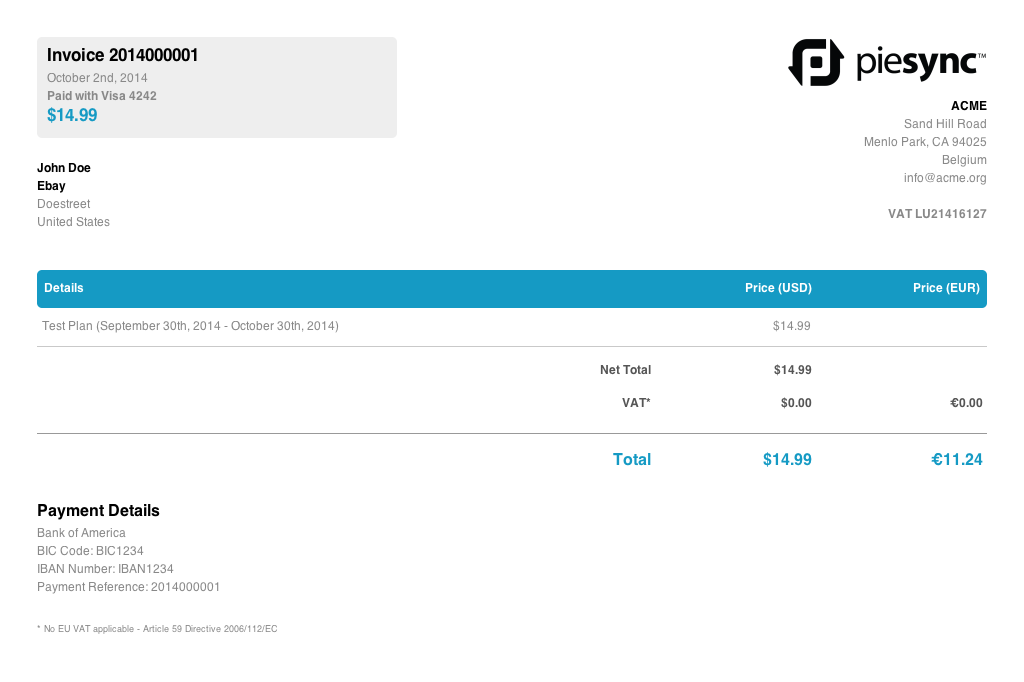 Invoice 2014000001
October 2nd, 2014
Paid with Visa 4242
$14.99
piesync™
ACME
Sand Hill Road
Menlo Park, CA 94025
Belgium
info@acme.org
VAT LU21416127
John Doe
Ebay
Doestreet
United States
Details Price (USD) Price (EUR)
Test Plan (September 30th, 2014 - October 30th, 2014) $14.99
Net Total $14.99
VAT* $0.00 €0.00
Total $14.99 €11.24
Payment Details
Bank of America
BIC Code: BIC1234
IBAN Number: IBAN1234
Payment Reference: 2014000001
* No EU VAT applicable - Article 59 Directive 2006/112/EC